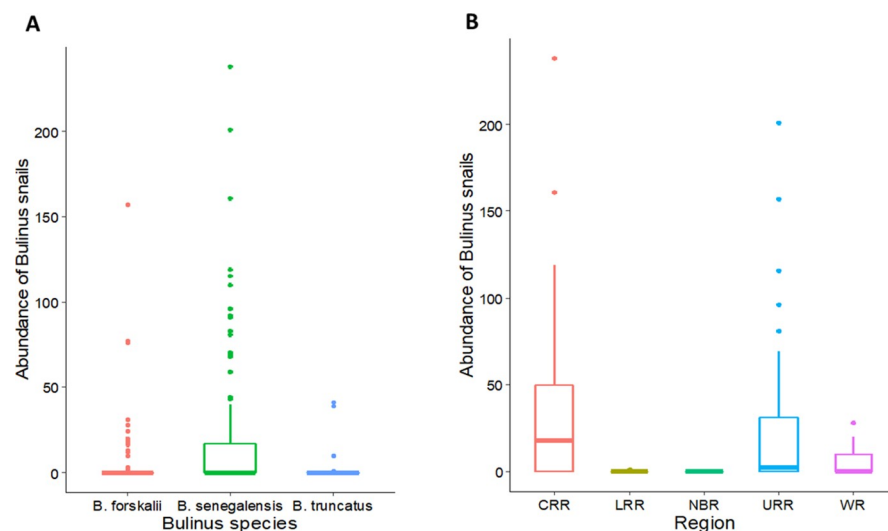 A
Abundance of Bulinus snails
200
150
100
50
0
B. forskalii B. senegalensis B. truncatus
Bulinus species
B
Abundance of Bulinus snails
200
150
100
50
0
CRR LRR NBR URR WR
Region